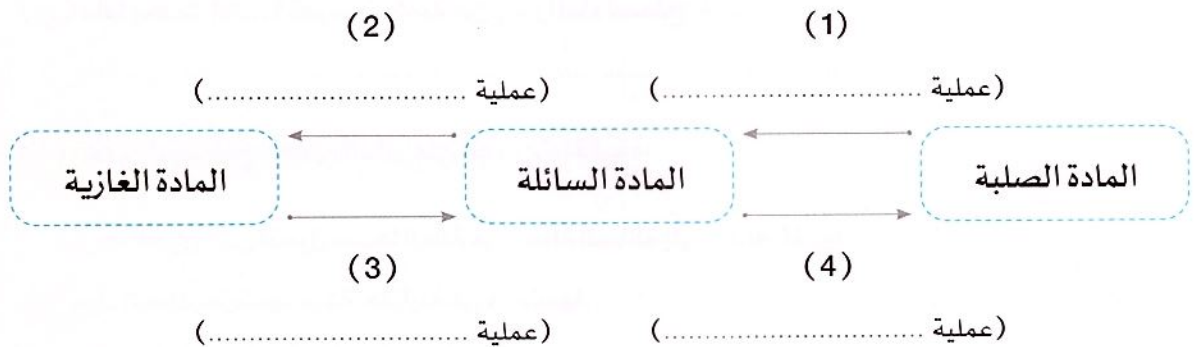 (1) (2)
(عملية ..............................) (عملية ..............................)
المادة الصلبة المادة السائلة المادة الغازية
(4) (3)
(عملية ..............................) (عملية ..............................)